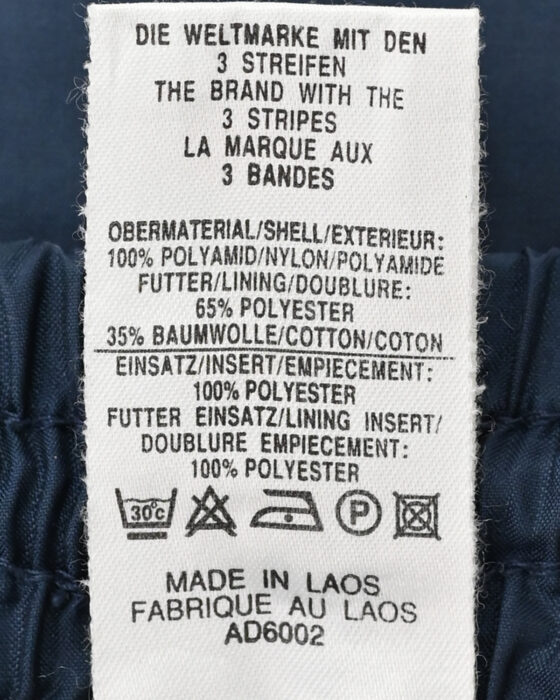 DIE WELTMARKE MIT DEN
3 STREIFEN
THE BRAND WITH THE
3 STRIPES
LA MARQUE AUX
3 BANDES
OBERMATERIAL/SHELL/EXTERIEUR:
100% POLYAMID/NYLON/POLYAMIDE
FUTTER/LINING/DOUBLURE:
65% POLYESTER
35% BAUMWOLLE/COTTON/COTON
EINSATZ/INSERT/EMPIECEMENT:
100% POLYESTER
FUTTER EINSATZ/LINING INSERT/
DOUBLURE EMPIECEMENT:
100% POLYESTER
30°c P
MADE IN LAOS
FABRIQUE AU LAOS
AD6002